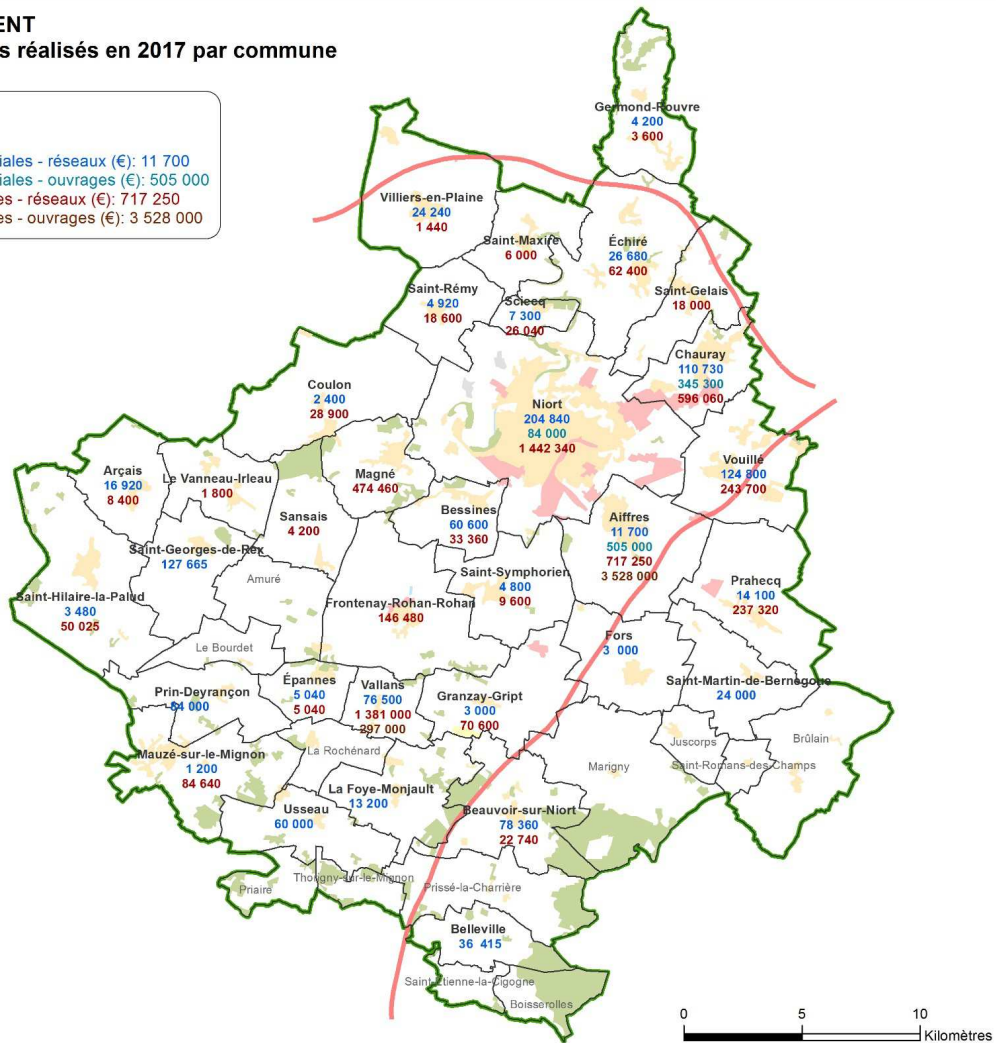 ENT
s réalisés en 2017 par commune
iales - réseaux (€): 11 700
iales - ouvrages (€): 505 000
es - réseaux (€): 717 250
es - ouvrages (€): 3 528 000
Germond-Rouvre
4 200
3 600
Villiers-en-Plaine
24 240
1 440
Saint-Maxire
6 000
Échiré
26 680
62 400
Saint-Rémy
4 920
18 600
Sciecq
7 300
26 040
Saint-Gelais
18 000
Chauray
110 730
345 300
596 060
Coulon
2 400
28 900
Niort
204 840
84 000
1 442 340
Vouillé
124 800
243 700
Arçais
16 920
8 400
Le Vanneau-Irleau
1 800
Magné
474 460
Sansais
4 200
Bessines
60 600
33 360
Aiffres
11 700
505 000
717 250
3 528 000
Saint-Georges-de-Rex
127 665
Amuré
Saint-Symphorien
4 800
9 600
Prahecq
14 100
237 320
Saint-Hilaire-la-Palud
3 480
50 025
Frontenay-Rohan-Rohan
146 480
Le Bourdet
Fors
3 000
Saint-Martin-de-Bernegoue
24 000
Prin-Deyrançon
84 000
Épannes
5 040
5 040
Vallans
76 500
1 381 000
297 000
Granzay-Gript
3 000
70 600
Mauzé-sur-le-Mignon
1 200
84 640
La Rochénard
Juscorps
Brûlain
Marigny
Saint-Romans-des-Champs
La Foye-Monjault
13 200
Usseau
60 000
Beauvoir-sur-Niort
78 360
22 740
Thorigny-sur-le-Mignon
Priaire
Prissé-la-Charrière
Belleville
36 415
Saint-Étienne-la-Cigogne
Boisserolles
0 5 10
Kilomètres